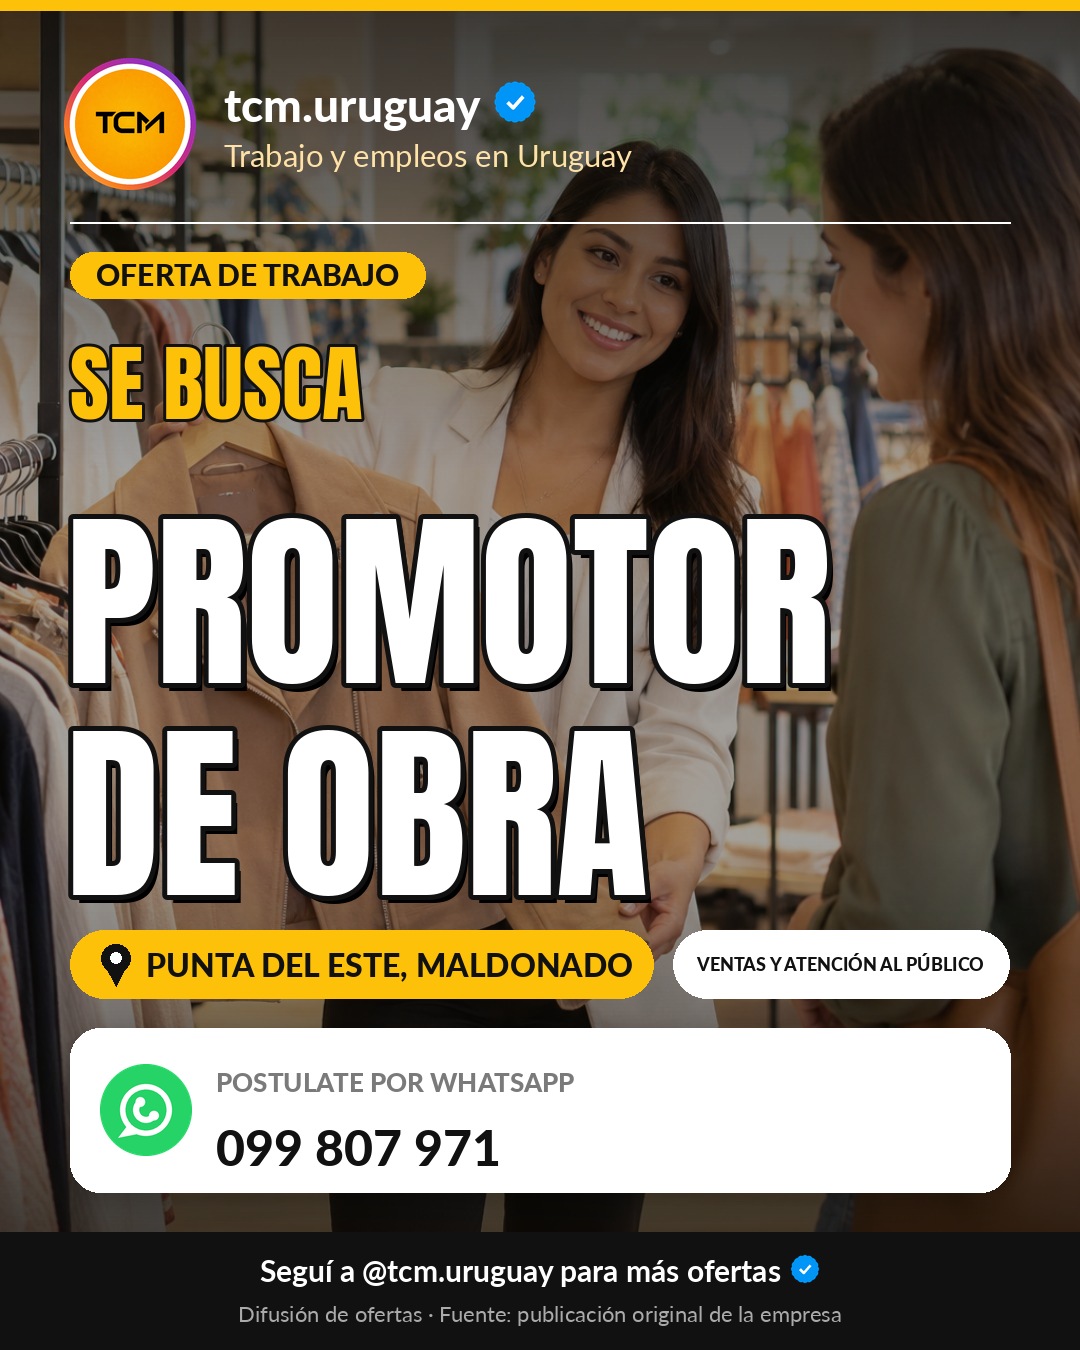 TCM
tcm.uruguay
Trabajo y empleos en Uruguay
OFERTA DE TRABAJO
SE BUSCA
PROMOTOR
DE OBRA
PUNTA DEL ESTE, MALDONADO
VENTAS Y ATENCIÓN AL PÚBLICO
POSTULATE POR WHATSAPP
099 807 971
Seguí a @tcm.uruguay para más ofertas
Difusión de ofertas · Fuente: publicación original de la empresa